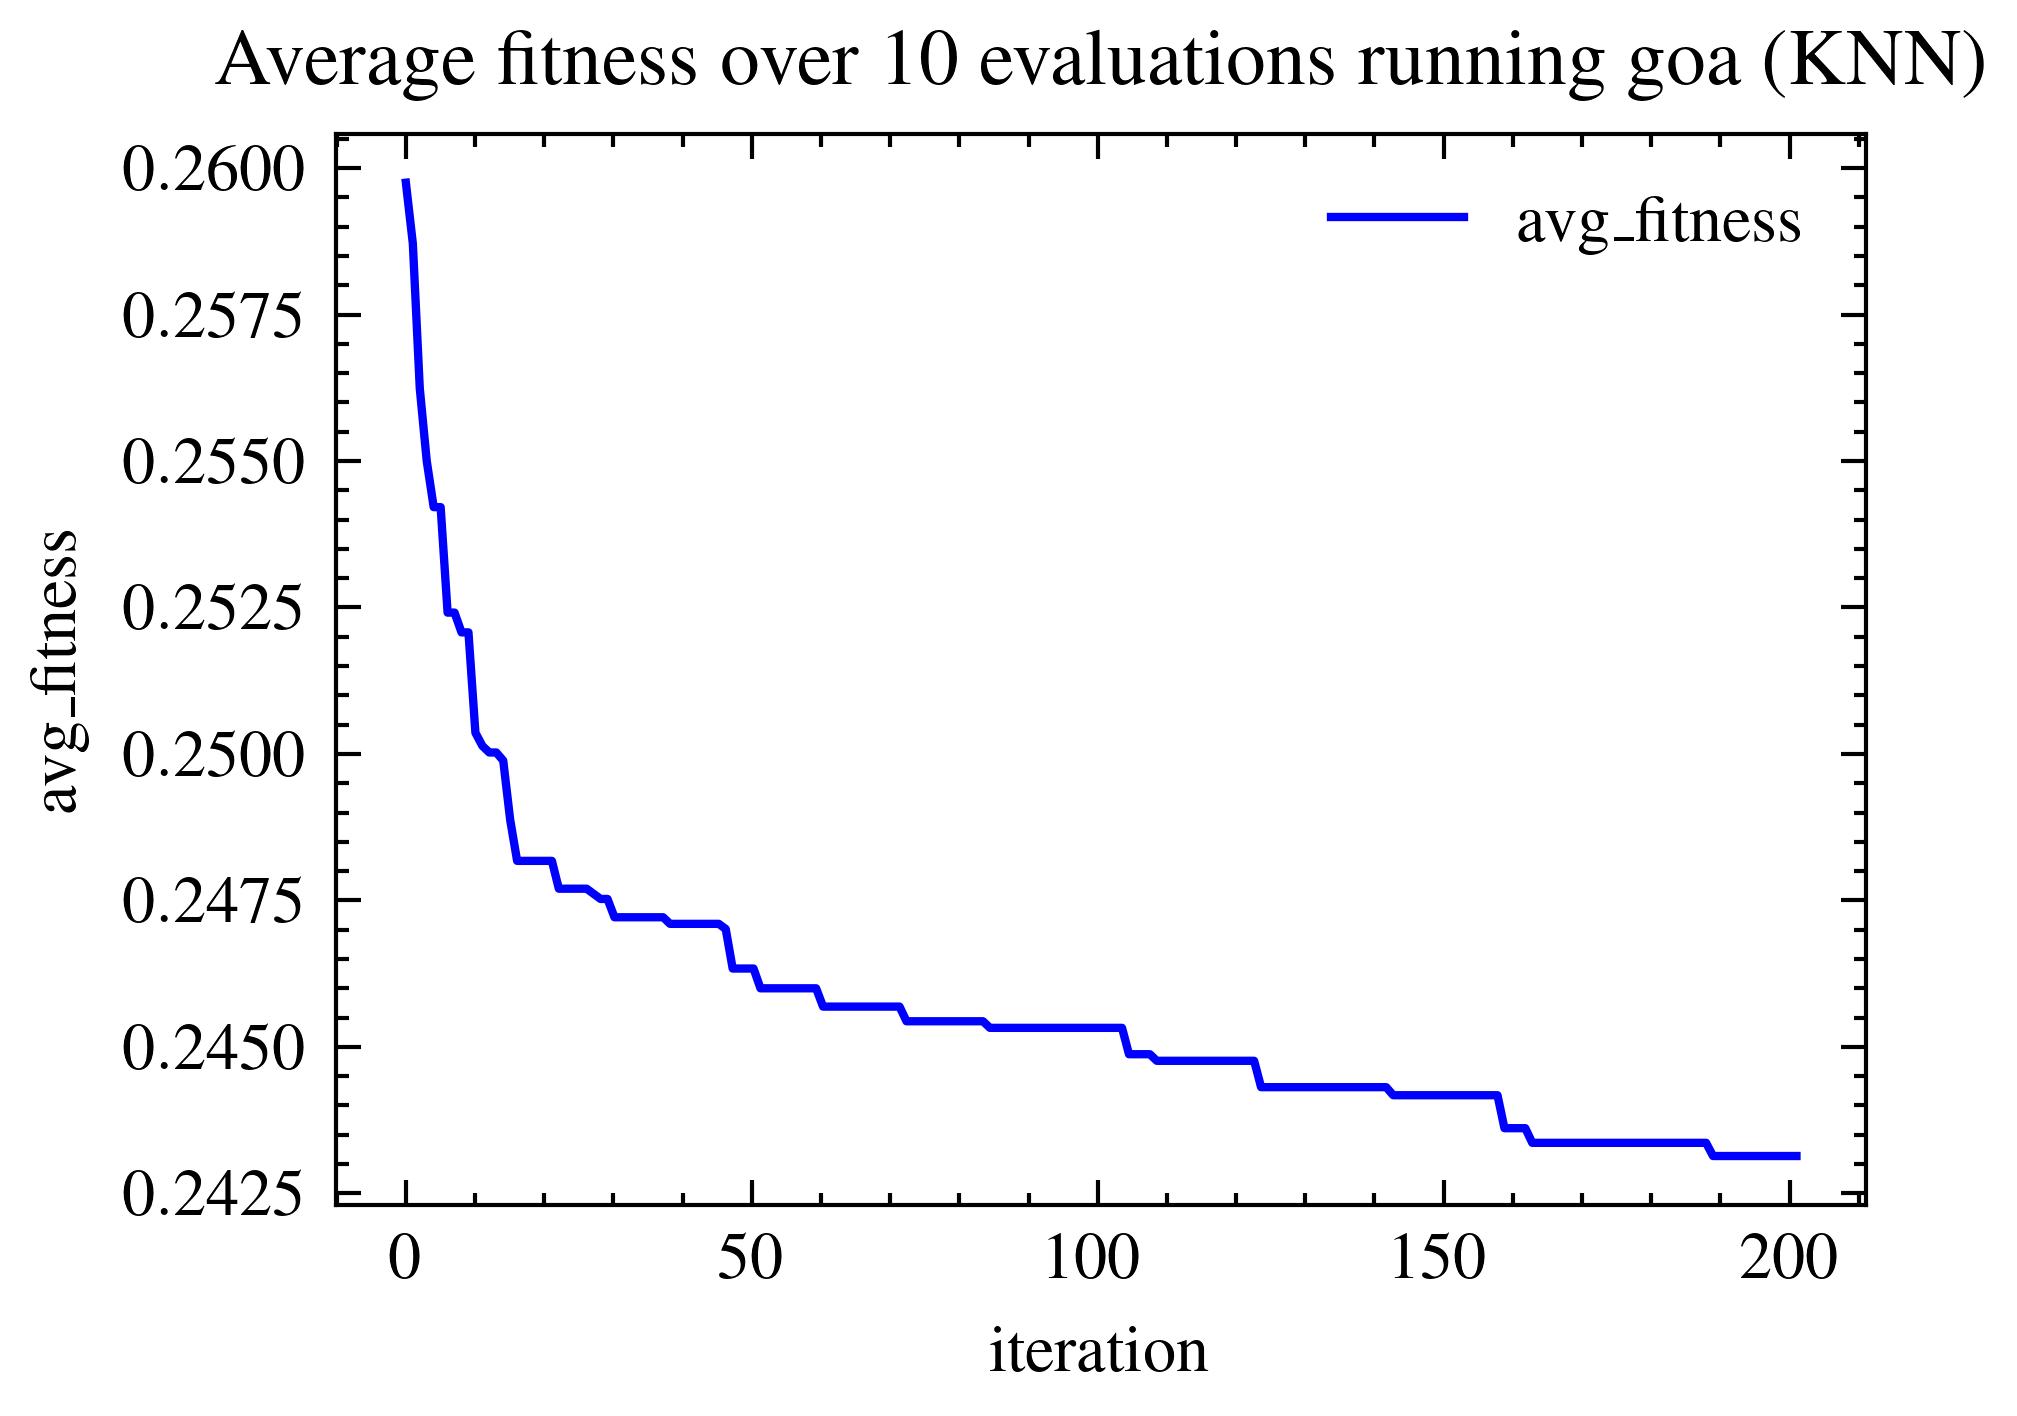 Average fitness over 10 evaluations running goa (KNN)
avg_fitness
0.2600
0.2575
0.2550
0.2525
0.2500
0.2475
0.2450
0.2425
avg_fitness
0 50 100 150 200
iteration